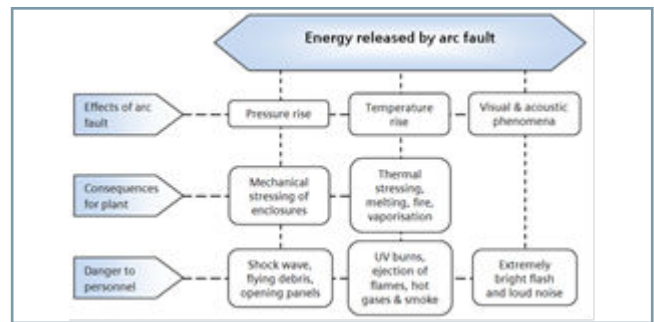 Energy released by arc fault
Effects of arc
fault
Pressure rise
Temperature
rise
Visual & acoustic
phenomena
Consequences
for plant
Mechanical
stressing of
enclosures
Thermal
stressing,
melting, fire,
vaporisation
Danger to
personnel
Shock wave,
flying debris,
opening panels
UV burns,
ejection of
flames, hot
gases & smoke
Extremely
bright flash
and loud noise